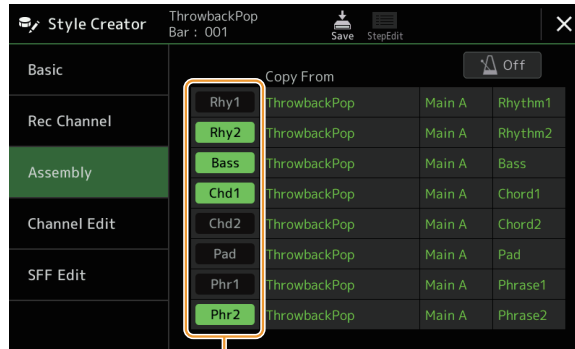 Style Creator
ThrowbackPop
Bar : 001
Save
StepEdit
Basic
Rec Channel
Assembly
Channel Edit
SFF Edit
Copy From
Off
Rhy1 ThrowbackPop Main A Rhythm1
Rhy2 ThrowbackPop Main A Rhythm2
Bass ThrowbackPop Main A Bass
Chd1 ThrowbackPop Main A Chord1
Chd2 ThrowbackPop Main A Chord2
Pad ThrowbackPop Main A Pad
Phr1 ThrowbackPop Main A Phrase1
Phr2 ThrowbackPop Main A Phrase2